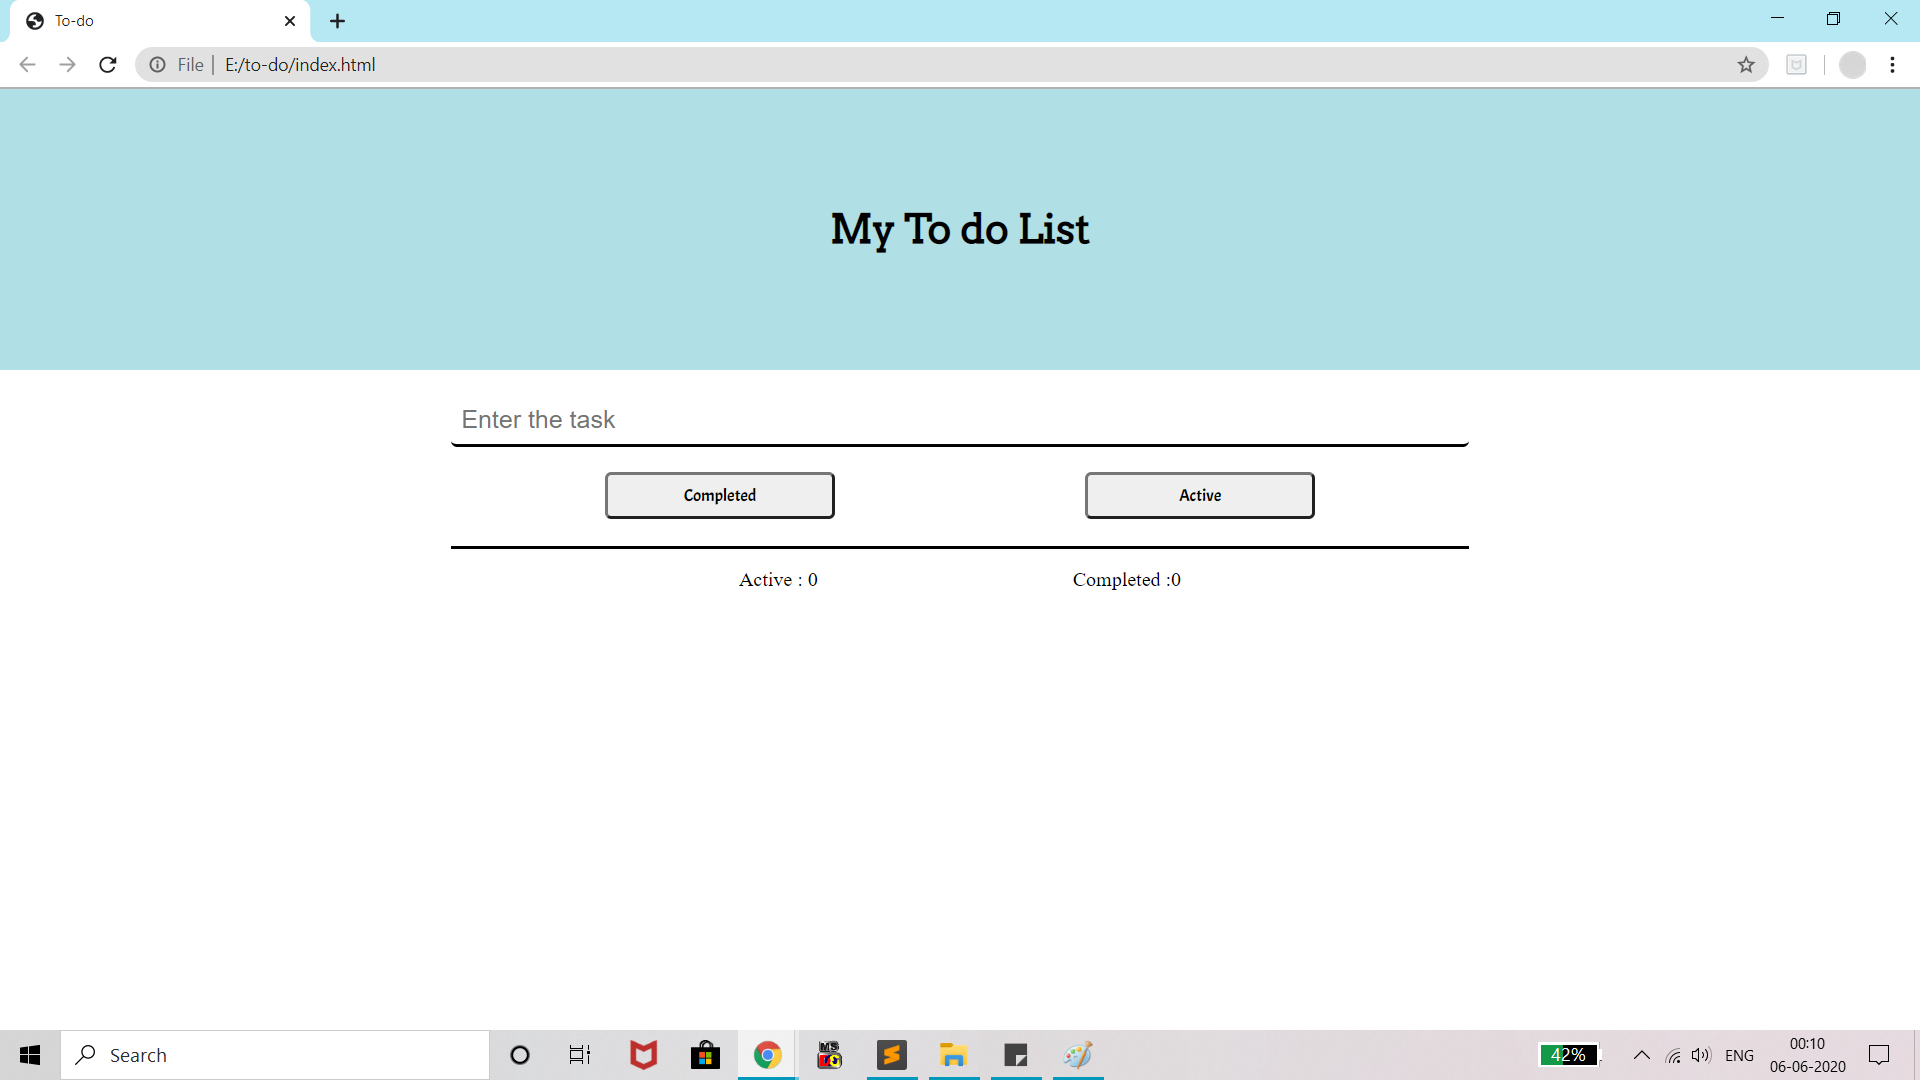 To-do
File E:/to-do/index.html
My To do List
Enter the task
Completed Active
Active : 0 Completed :0
Search
42% ENG 00:10
06-06-2020